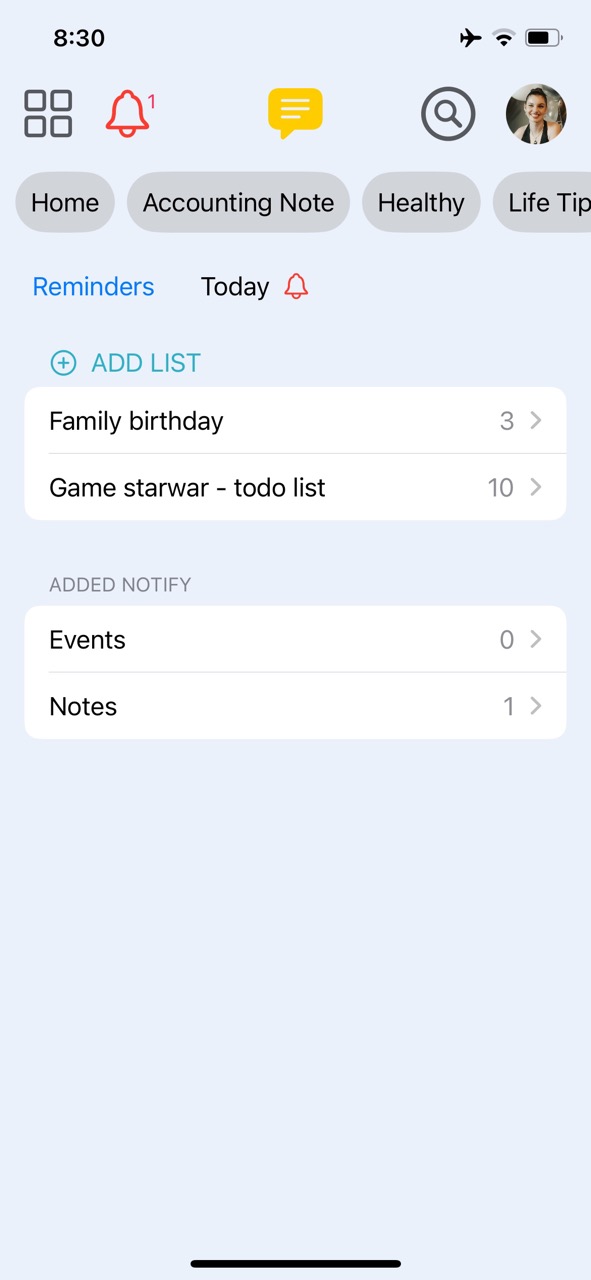 8:30
1
Home Accounting Note Healthy Life Tip
Reminders Today
ADD LIST
Family birthday 3
Game starwar - todo list 10
ADDED NOTIFY
Events 0
Notes 1